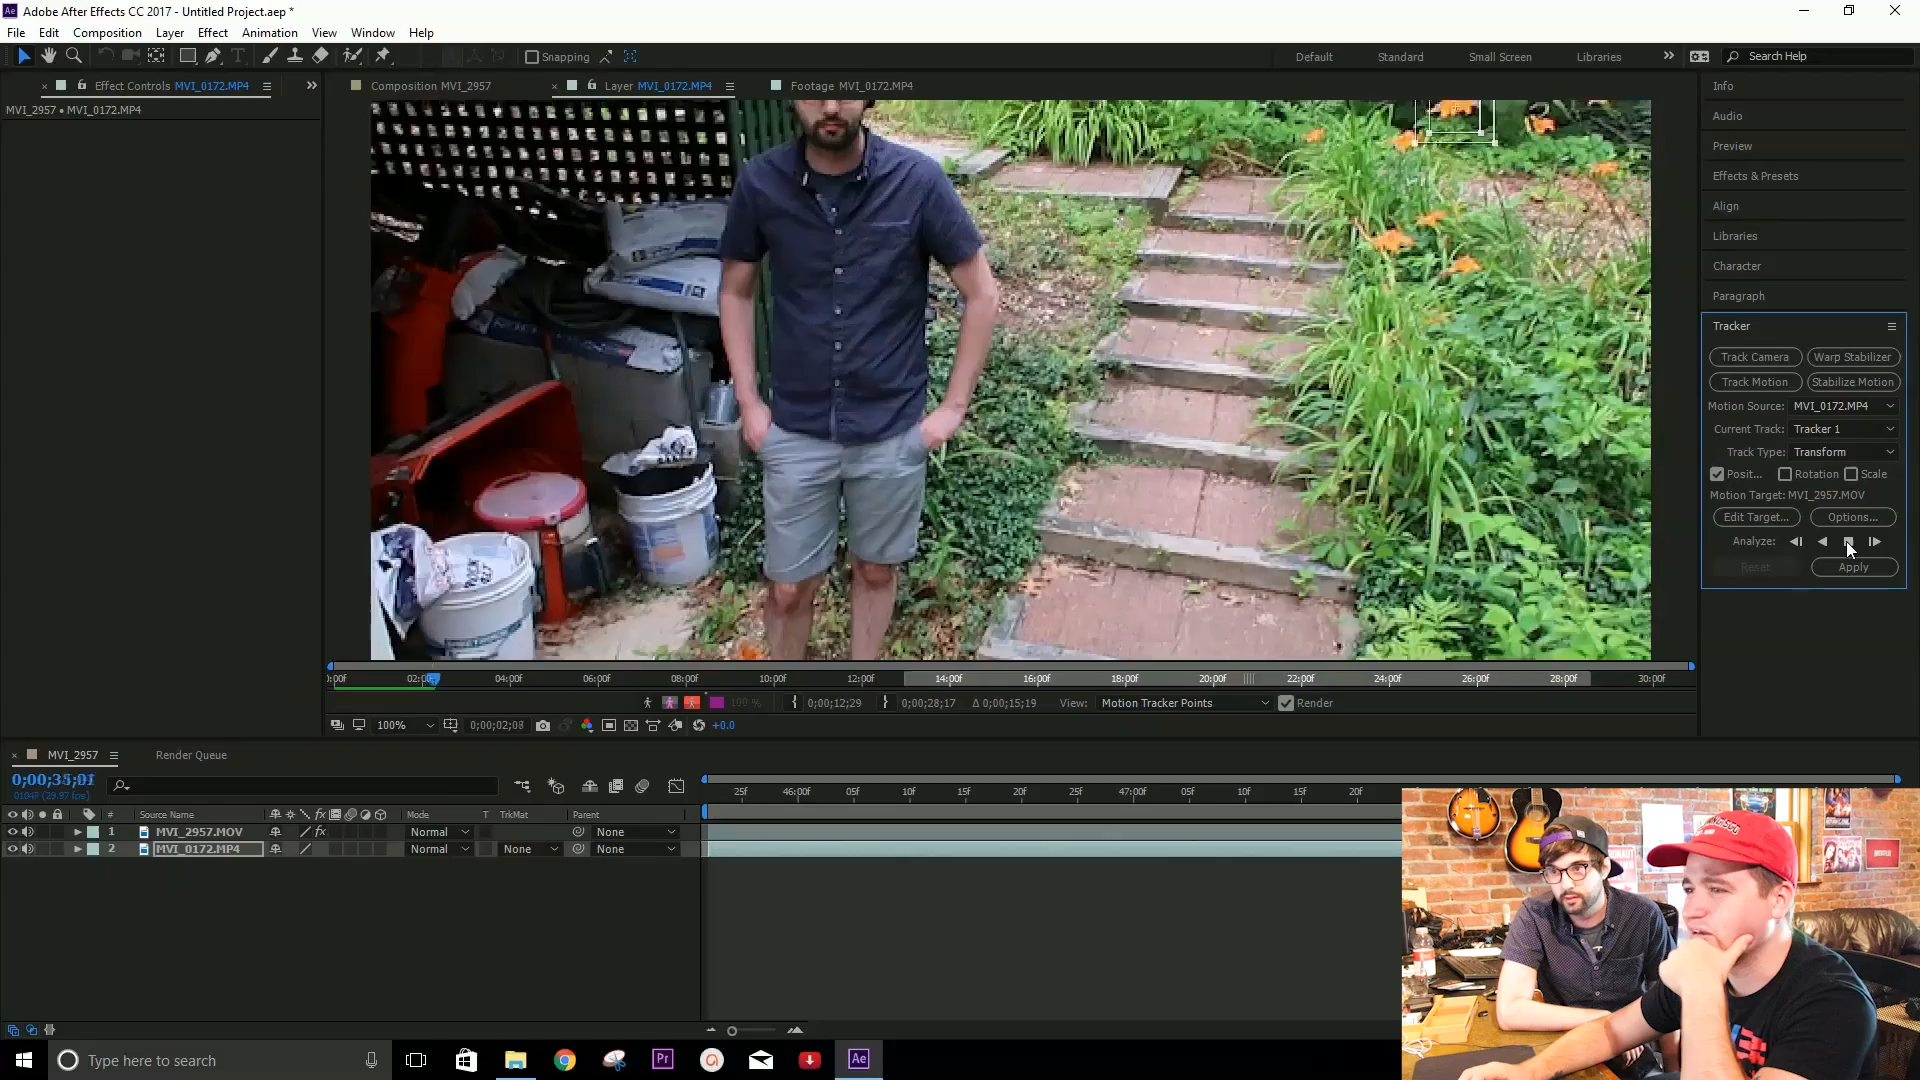 Adobe After Effects CC 2017 - Untitled Project.aep *
File Edit Composition Layer Effect Animation View Window Help
Snapping Default Standard Small Screen Libraries Search Help
Effect Controls MVI_0172.MP4 Composition MVI_2957 Layer MVI_0172.MP4 Footage MVI_0172.MP4
MVI_2957 • MVI_0172.MP4
Info
Audio
Preview
Effects & Presets
Align
Libraries
Character
Paragraph
Tracker
Track Camera Warp Stabilizer
Track Motion Stabilize Motion
Motion Source: MVI_0172.MP4
Current Track: Tracker 1
Track Type: Transform
Posit... Rotation Scale
Motion Target: MVI_2957.MOV
Edit Target... Options...
Analyze:
Reset Apply
04:00f 06:00f 08:00f 10:00f 12:00f 14:00f 16:00f 18:00f 20:00f 22:00f 24:00f 26:00f 28:00f 30:00f
100 % 0;00;12;29 0;00;28;17 Δ 0;00;15;19 View: Motion Tracker Points Render
100% 0;00;02;08 +0.0
MVI_2957 Render Queue
25f 46:00f 05f 10f 15f 20f 25f 47:00f 05f 10f 15f 20f
# Source Name Mode T TrkMat Parent
1 MVI_2957.MOV Normal None
2 MVI_0172.MP4 Normal None None
Type here to search Pr Ae